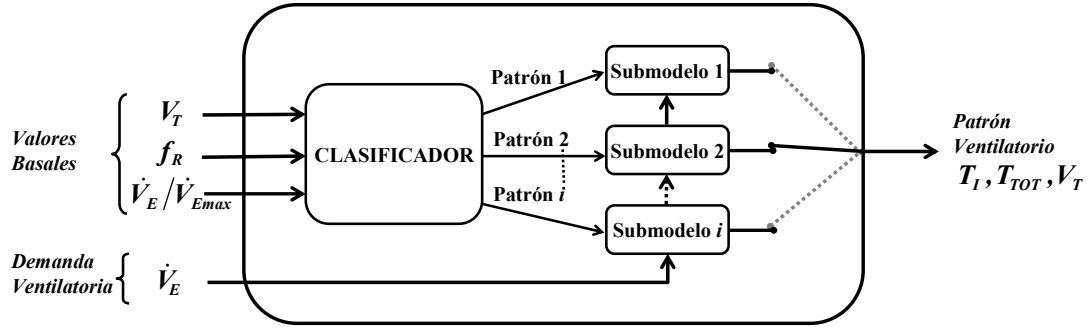 Valores
Basales
V_T
f_R
V̇_E / V̇_Emax
Demanda
Ventilatoria
V̇_E
CLASIFICADOR
Patrón 1
Patrón 2
Patrón i
Submodelo 1
Submodelo 2
Submodelo i
Patrón
Ventilatorio
T_I , T_TOT , V_T